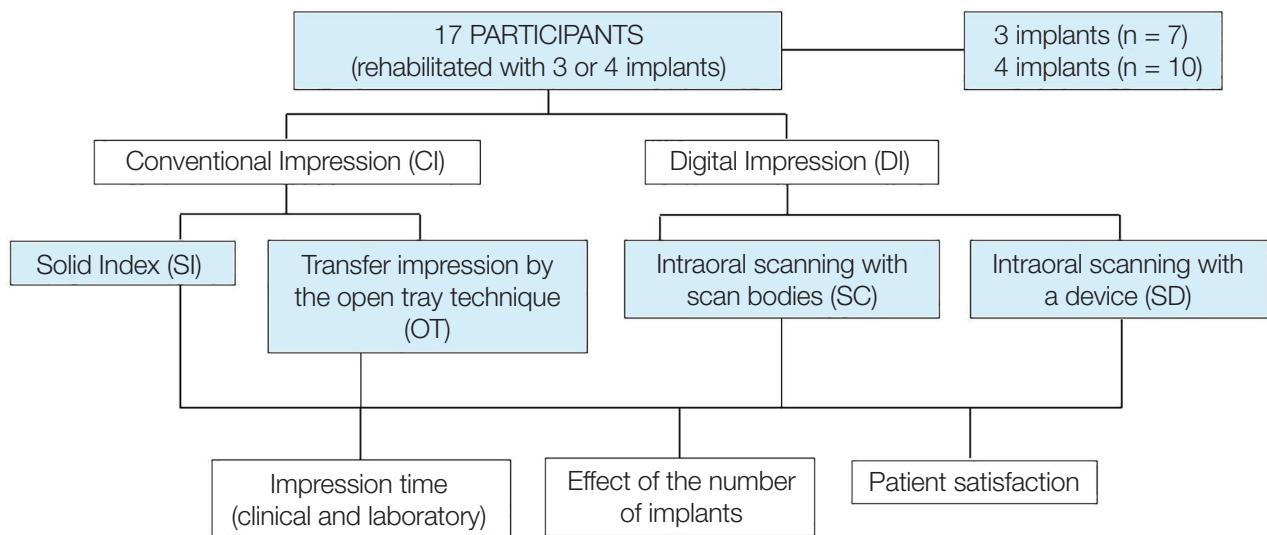 17 PARTICIPANTS
(rehabilitated with 3 or 4 implants)
3 implants (n = 7)
4 implants (n = 10)
Conventional Impression (CI)
Digital Impression (DI)
Solid Index (SI)
Transfer impression by
the open tray technique
(OT)
Intraoral scanning with
scan bodies (SC)
Intraoral scanning with
a device (SD)
Impression time
(clinical and laboratory)
Effect of the number
of implants
Patient satisfaction